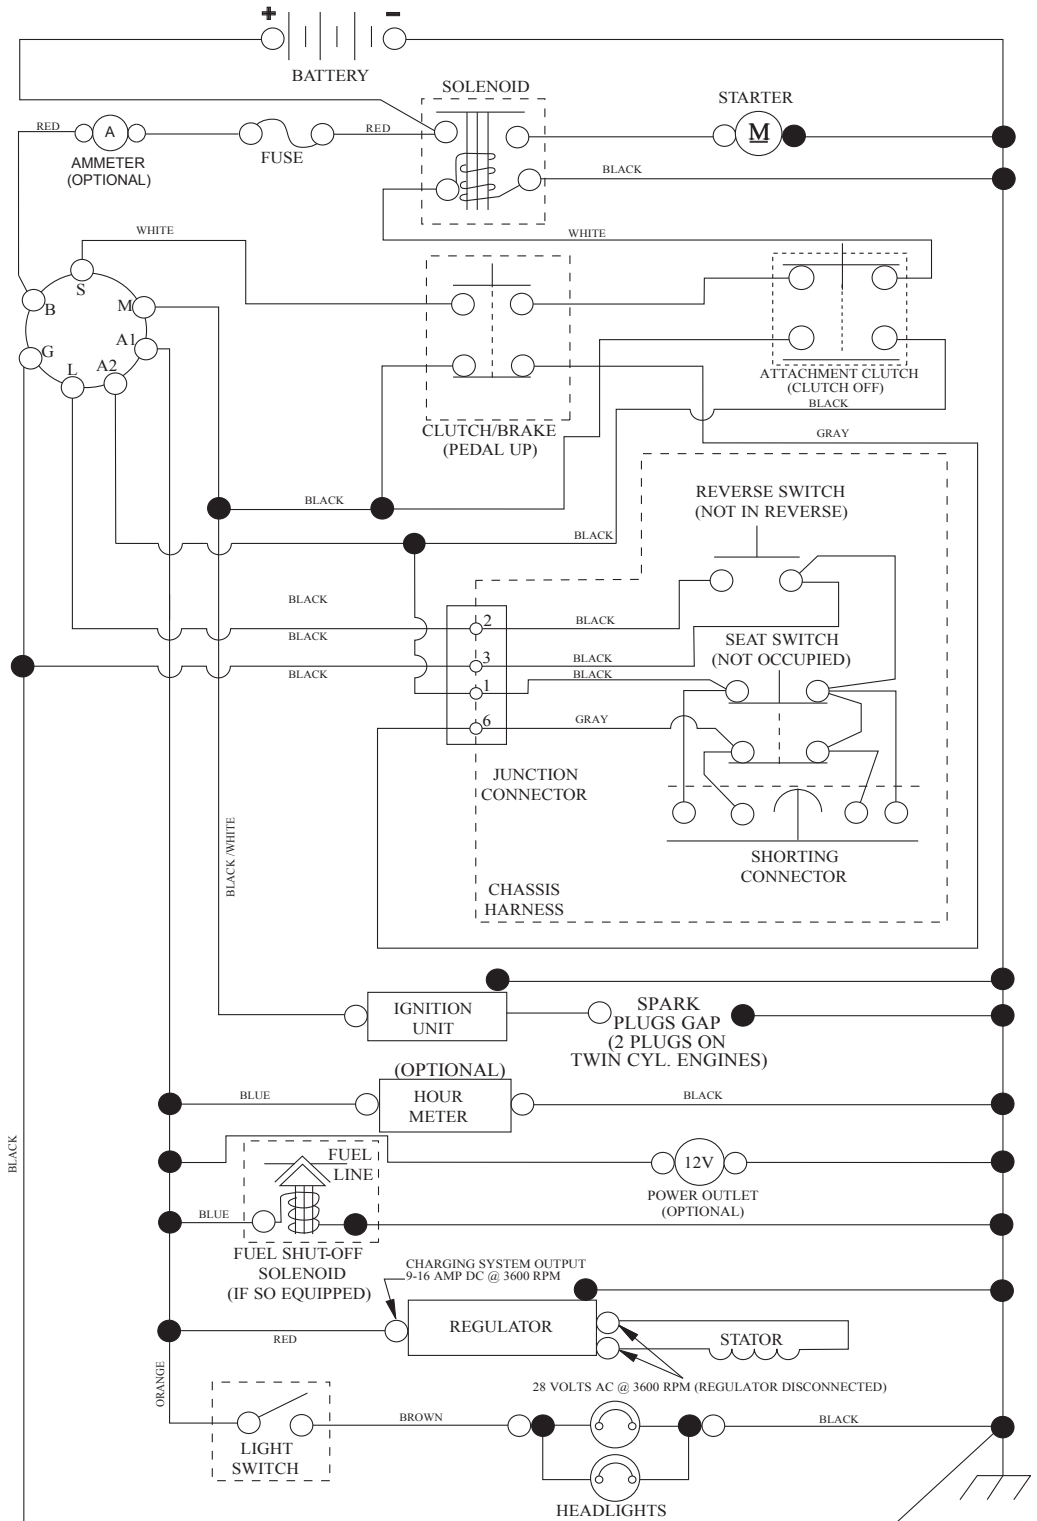 +
–
BATTERY
SOLENOID
STARTER
RED
A
AMMETER
(OPTIONAL)
FUSE
RED
M
BLACK
WHITE
WHITE
S
B
M
A1
G
L
A2
CLUTCH/BRAKE
(PEDAL UP)
ATTACHMENT CLUTCH
(CLUTCH OFF)
BLACK
GRAY
BLACK
BLACK
REVERSE SWITCH
(NOT IN REVERSE)
BLACK
2
BLACK
BLACK
SEAT SWITCH
(NOT OCCUPIED)
3
BLACK
BLACK
BLACK
1
6
GRAY
JUNCTION
CONNECTOR
BLACK /WHITE
SHORTING
CONNECTOR
CHASSIS
HARNESS
IGNITION
UNIT
SPARK
PLUGS GAP
(2 PLUGS ON
TWIN CYL. ENGINES)
(OPTIONAL)
BLUE
HOUR
METER
BLACK
BLACK
FUEL
LINE
12V
POWER OUTLET
(OPTIONAL)
BLUE
FUEL SHUT-OFF
SOLENOID
(IF SO EQUIPPED)
CHARGING SYSTEM OUTPUT
9-16 AMP DC @ 3600 RPM
REGULATOR
STATOR
RED
28 VOLTS AC @ 3600 RPM (REGULATOR DISCONNECTED)
ORANGE
BROWN
BLACK
LIGHT
SWITCH
HEADLIGHTS